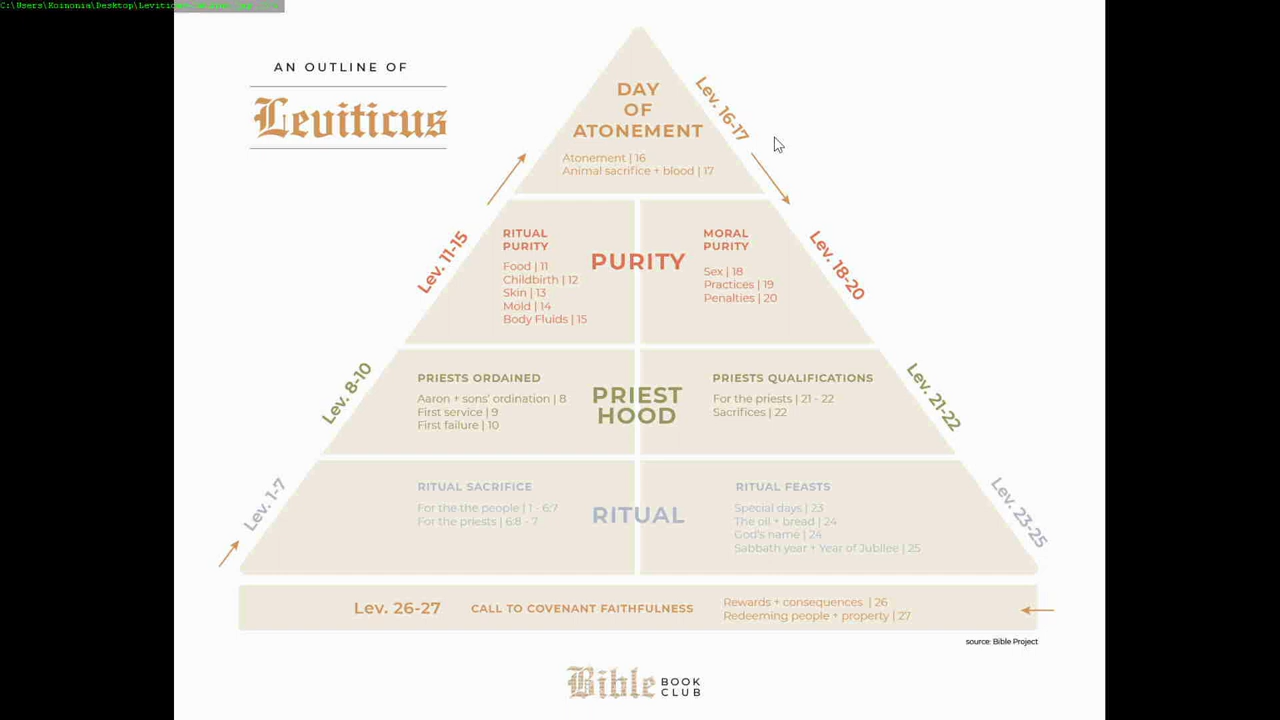 C:\Users\Koinonia\Desktop\Levitic
AN OUTLINE OF
Leviticus
DAY
OF
ATONEMENT
Atonement | 16
Animal sacrifice + blood | 17
Lev. 16-17
Lev. 11-15
RITUAL
PURITY
Food | 11
Childbirth | 12
Skin | 13
Mold | 14
Body Fluids | 15
PURITY
MORAL
PURITY
Sex | 18
Practices | 19
Penalties | 20
Lev. 18-20
Lev. 8-10
PRIESTS ORDAINED
Aaron + sons' ordination | 8
First service | 9
First failure | 10
PRIEST
HOOD
PRIESTS QUALIFICATIONS
For the priests | 21 - 22
Sacrifices | 22
Lev. 21-22
Lev. 1-7
RITUAL SACRIFICE
For the the people | 1 - 6:7
For the priests | 6:8 - 7
RITUAL
RITUAL FEASTS
Special days | 23
The oil + bread | 24
God's name | 24
Sabbath year + Year of Jubilee | 25
Lev. 23-25
Lev. 26-27
CALL TO COVENANT FAITHFULNESS
Rewards + consequences | 26
Redeeming people + property | 27
source: Bible Project
Bible BOOK
CLUB